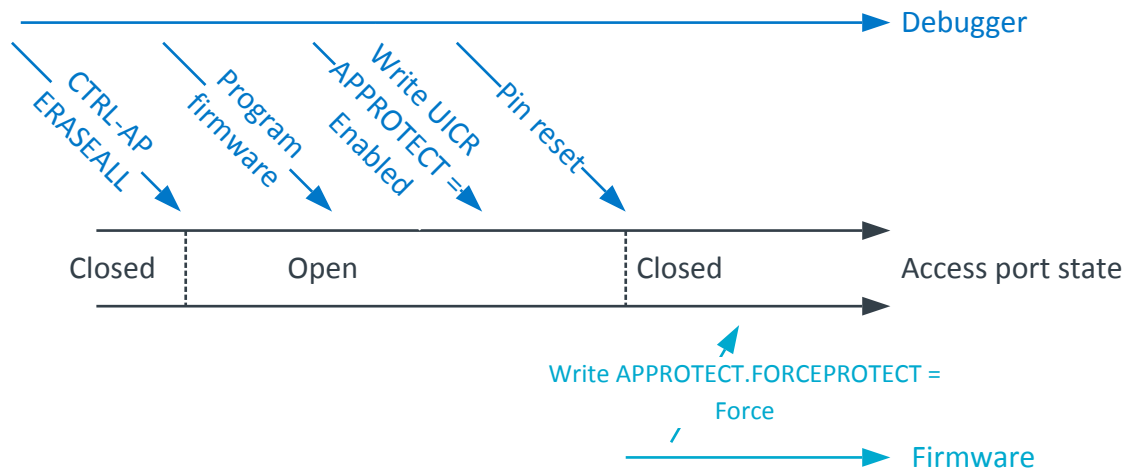 Debugger
CTRL-AP
ERASEALL
Program
firmware
Write UICR
APPROTECT =
Enabled
Pin reset
Closed
Open
Closed
Access port state
Write APPROTECT.FORCEPROTECT =
Force
Firmware